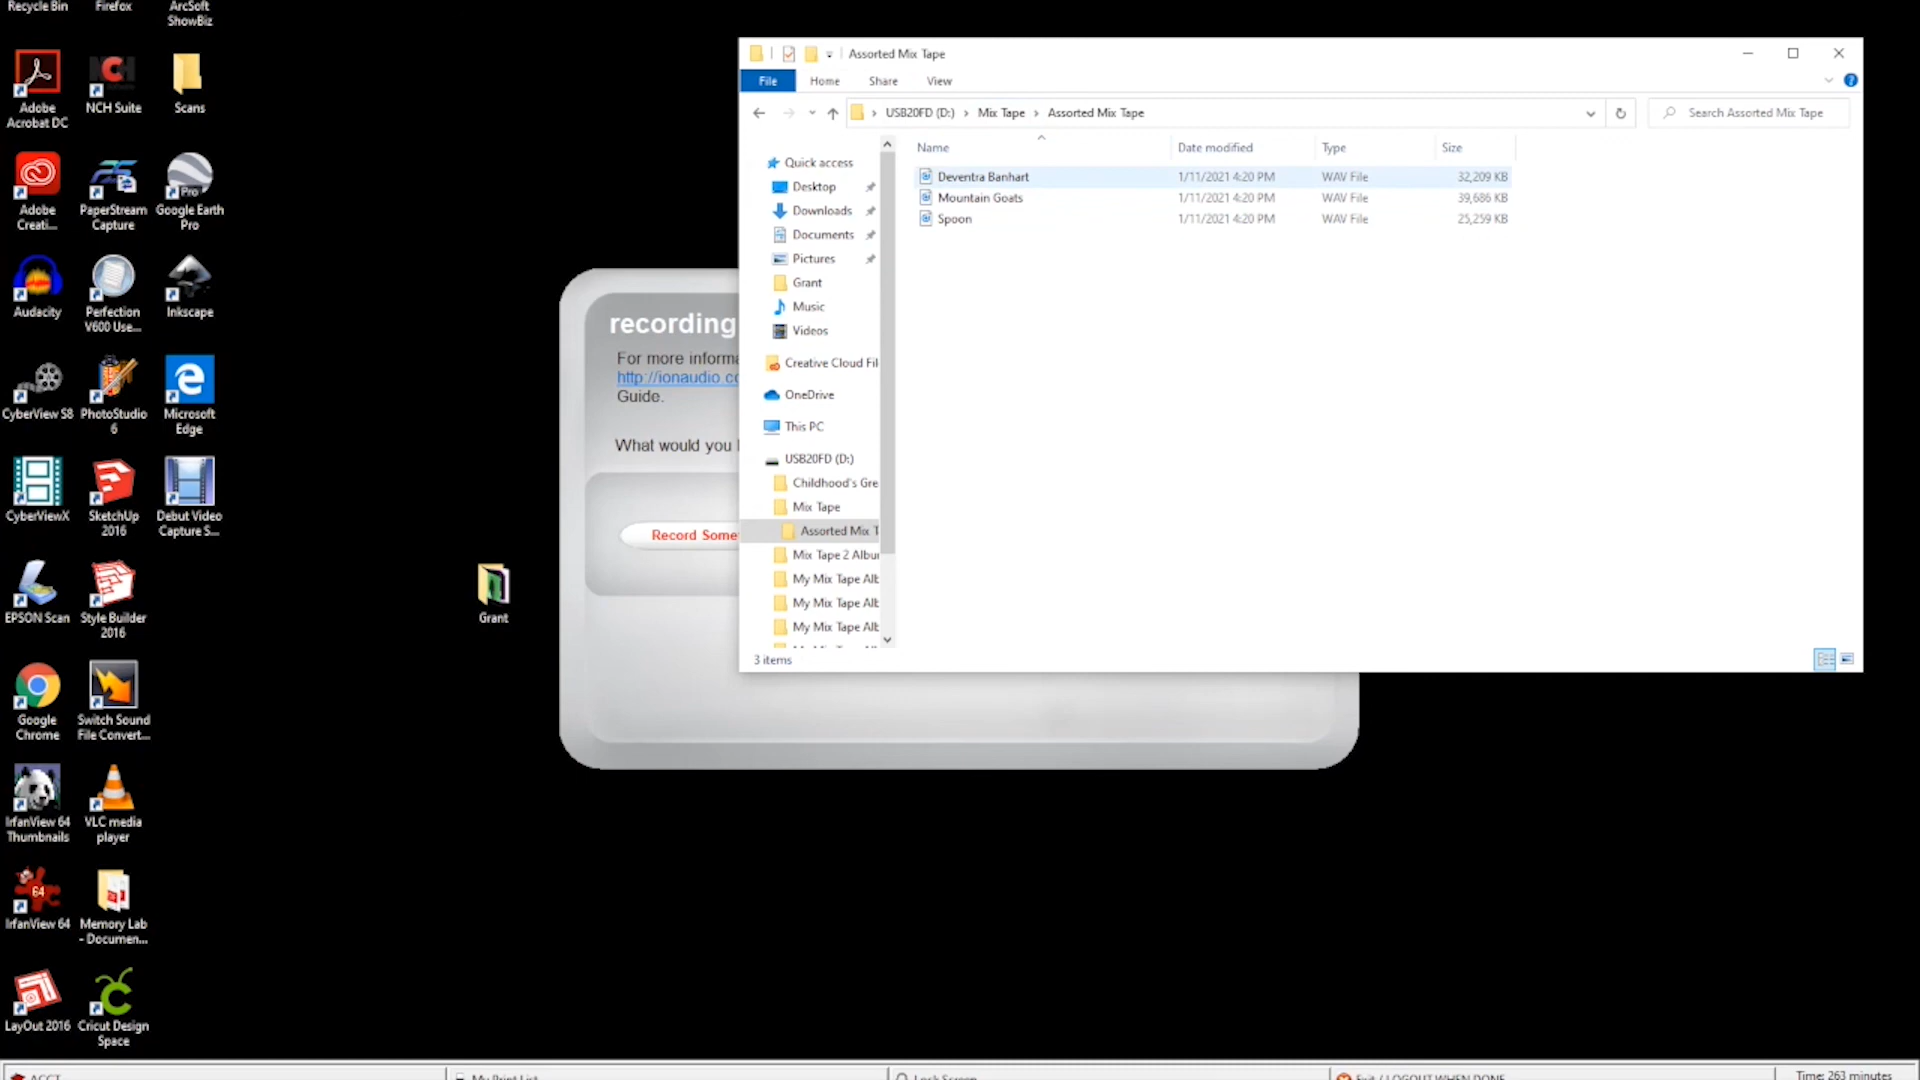 Recycle Bin
Firefox
ArcSoft
ShowBiz
Adobe
Acrobat DC
NCH Suite
Scans
Adobe
Creati...
PaperStream
Capture
Google Earth
Pro
Audacity
Perfection
V600 Use...
Inkscape
CyberView S8
PhotoStudio
6
Microsoft
Edge
CyberViewX
SketchUp
2016
Debut Video
Capture S...
EPSON Scan
Style Builder
2016
Google
Chrome
Switch Sound
File Convert...
IrfanView 64
Thumbnails
VLC media
player
IrfanView 64
Memory Lab
- Documen...
LayOut 2016
Cricut Design
Space
Grant
recording
For more informa
http://ionaudio.co
Guide.
What would you
Record Some
Assorted Mix Tape
File Home Share View
USB20FD (D:) > Mix Tape > Assorted Mix Tape
Search Assorted Mix Tape
Name Date modified Type Size
Deventra Banhart 1/11/2021 4:20 PM WAV File 32,209 KB
Mountain Goats 1/11/2021 4:20 PM WAV File 39,686 KB
Spoon 1/11/2021 4:20 PM WAV File 25,259 KB
Quick access
Desktop
Downloads
Documents
Pictures
Grant
Music
Videos
Creative Cloud Fil
OneDrive
This PC
USB20FD (D:)
Childhood's Gre
Mix Tape
Assorted Mix T
Mix Tape 2 Albu
My Mix Tape Alb
My Mix Tape Alb
My Mix Tape Alb
3 items
ACCT
My Print List
Lock Screen
Exit / LOGOUT WHEN DONE
Time: 263 minutes